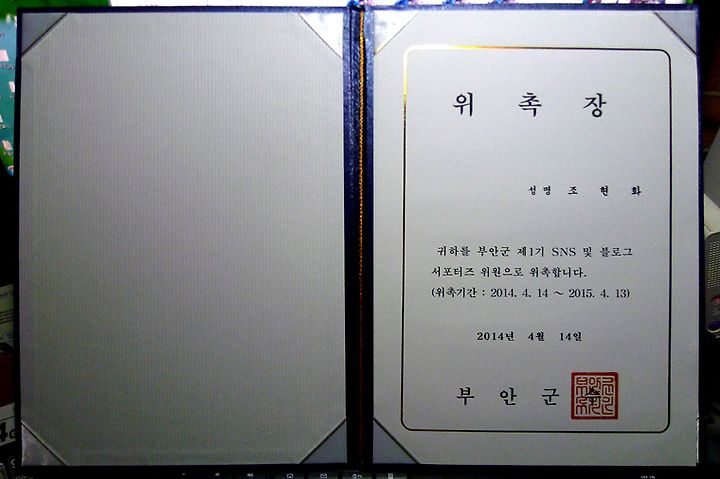 위 촉 장
성명 조 현 화
귀하를 부안군 제1기 SNS 및 블로그
서포터즈 위원으로 위촉합니다.
(위촉기간 : 2014. 4. 14 ~ 2015. 4. 13)
2014년 4월 14일
부 안 군 수